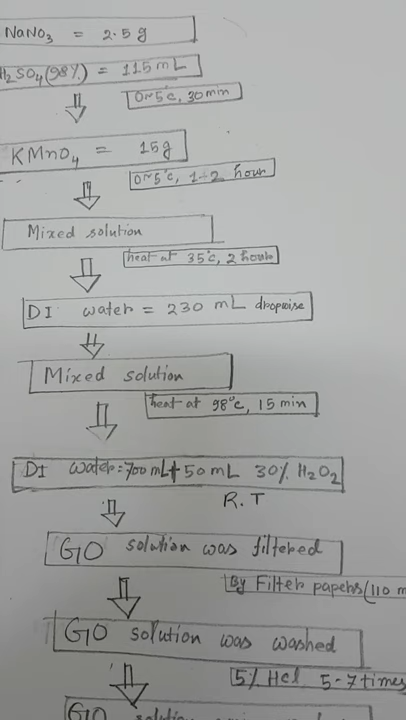 NaNO3 = 2.5 g
H2SO4 (98%) = 115 mL
0~5°c, 30 min
KMnO4 = 15g
0~5°c, 1-2 hour
Mixed solution
heat at 35°c, 2 hour
DI water = 230 mL dropwise
Mixed solution
heat at 98°c, 15 min
DI water = 700 mL + 50 mL 30% H2O2
R.T
GO solution was filtered
By Filter papers (110 m
GO solution was washed
5% Hcl 5-7 times
GO